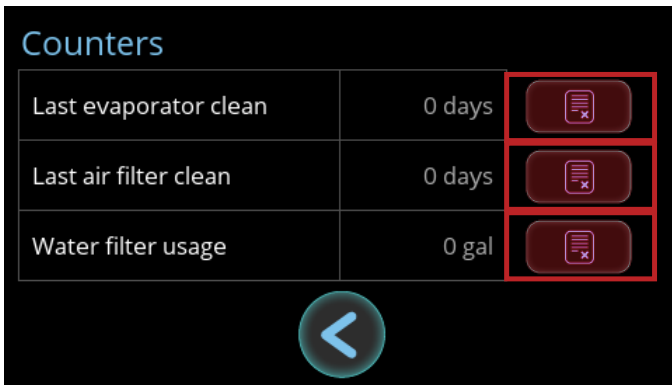 Counters
Last evaporator clean 0 days
Last air filter clean 0 days
Water filter usage 0 gal